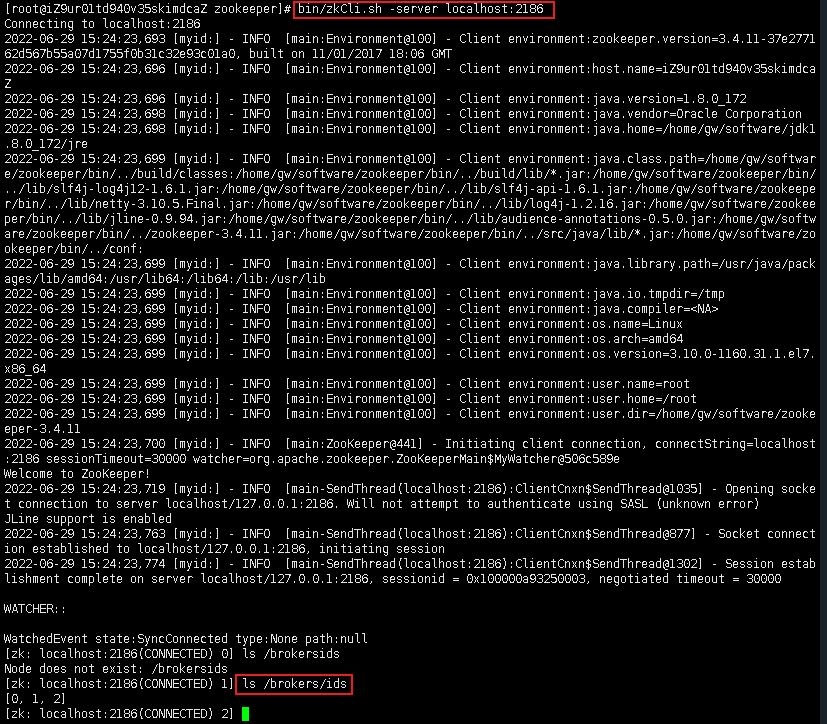 [root@iZ9ur01td940v35skimdcaZ zookeeper]# bin/zkCli.sh -server localhost:2186
Connecting to localhost:2186
2022-06-29 15:24:23,693 [myid:] - INFO  [main:Environment@100] - Client environment:zookeeper.version=3.4.11-37e2771
62d567b55a07d1755f0b31c32e93c01a0, built on 11/01/2017 18:06 GMT
2022-06-29 15:24:23,696 [myid:] - INFO  [main:Environment@100] - Client environment:host.name=iZ9ur01td940v35skimdca
Z
2022-06-29 15:24:23,696 [myid:] - INFO  [main:Environment@100] - Client environment:java.version=1.8.0_172
2022-06-29 15:24:23,698 [myid:] - INFO  [main:Environment@100] - Client environment:java.vendor=Oracle Corporation
2022-06-29 15:24:23,698 [myid:] - INFO  [main:Environment@100] - Client environment:java.home=/home/gw/software/jdk1
.8.0_172/jre
2022-06-29 15:24:23,699 [myid:] - INFO  [main:Environment@100] - Client environment:java.class.path=/home/gw/softwar
e/zookeeper/bin/../build/classes:/home/gw/software/zookeeper/bin/../build/lib/*.jar:/home/gw/software/zookeeper/bin/
../lib/slf4j-log4j12-1.6.1.jar:/home/gw/software/zookeeper/bin/../lib/slf4j-api-1.6.1.jar:/home/gw/software/zookeepe
r/bin/../lib/netty-3.10.5.Final.jar:/home/gw/software/zookeeper/bin/../lib/log4j-1.2.16.jar:/home/gw/software/zookee
per/bin/../lib/jline-0.9.94.jar:/home/gw/software/zookeeper/bin/../lib/audience-annotations-0.5.0.jar:/home/gw/softw
are/zookeeper/bin/../zookeeper-3.4.11.jar:/home/gw/software/zookeeper/bin/../src/java/lib/*.jar:/home/gw/software/zo
okeeper/bin/../conf:
2022-06-29 15:24:23,699 [myid:] - INFO  [main:Environment@100] - Client environment:java.library.path=/usr/java/pack
ages/lib/amd64:/usr/lib64:/lib64:/lib:/usr/lib
2022-06-29 15:24:23,699 [myid:] - INFO  [main:Environment@100] - Client environment:java.io.tmpdir=/tmp
2022-06-29 15:24:23,699 [myid:] - INFO  [main:Environment@100] - Client environment:java.compiler=<NA>
2022-06-29 15:24:23,699 [myid:] - INFO  [main:Environment@100] - Client environment:os.name=Linux
2022-06-29 15:24:23,699 [myid:] - INFO  [main:Environment@100] - Client environment:os.arch=amd64
2022-06-29 15:24:23,699 [myid:] - INFO  [main:Environment@100] - Client environment:os.version=3.10.0-1160.31.1.el7.
x86_64
2022-06-29 15:24:23,699 [myid:] - INFO  [main:Environment@100] - Client environment:user.name=root
2022-06-29 15:24:23,699 [myid:] - INFO  [main:Environment@100] - Client environment:user.home=/root
2022-06-29 15:24:23,699 [myid:] - INFO  [main:Environment@100] - Client environment:user.dir=/home/gw/software/zooke
eper-3.4.11
2022-06-29 15:24:23,700 [myid:] - INFO  [main:ZooKeeper@441] - Initiating client connection, connectString=localhost
:2186 sessionTimeout=30000 watcher=org.apache.zookeeper.ZooKeeperMain$MyWatcher@506c589e
Welcome to ZooKeeper!
2022-06-29 15:24:23,719 [myid:] - INFO  [main-SendThread(localhost:2186):ClientCnxn$SendThread@1035] - Opening socke
t connection to server localhost/127.0.0.1:2186. Will not attempt to authenticate using SASL (unknown error)
JLine support is enabled
2022-06-29 15:24:23,763 [myid:] - INFO  [main-SendThread(localhost:2186):ClientCnxn$SendThread@877] - Socket connect
ion established to localhost/127.0.0.1:2186, initiating session
2022-06-29 15:24:23,774 [myid:] - INFO  [main-SendThread(localhost:2186):ClientCnxn$SendThread@1302] - Session estab
lishment complete on server localhost/127.0.0.1:2186, sessionid = 0x100000a93250003, negotiated timeout = 30000
WATCHER::
WatchedEvent state:SyncConnected type:None path:null
[zk: localhost:2186(CONNECTED) 0] ls /brokersids
Node does not exist: /brokersids
[zk: localhost:2186(CONNECTED) 1] ls /brokers/ids
[0, 1, 2]
[zk: localhost:2186(CONNECTED) 2]